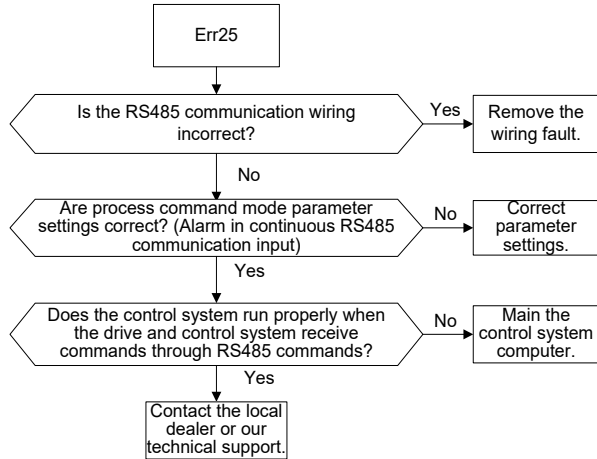 Err25
Is the RS485 communication wiring
incorrect?
Yes
Remove the
wiring fault.
No
Are process command mode parameter
settings correct? (Alarm in continuous RS485
communication input)
No
Correct
parameter
settings.
Yes
Does the control system run properly when
the drive and control system receive
commands through RS485 commands?
No
Main the
control system
computer.
Yes
Contact the local
dealer or our
technical support.